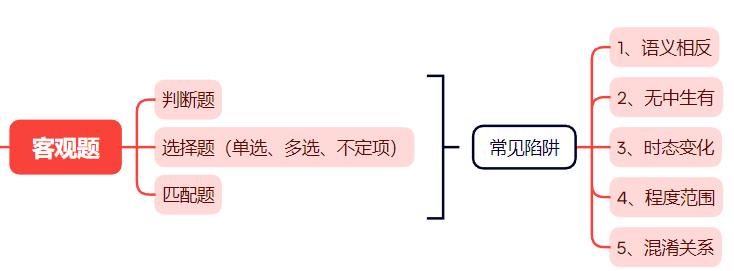 客观题
判断题
选择题（单选、多选、不定项）
匹配题
常见陷阱
1、语义相反
2、无中生有
3、时态变化
4、程度范围
5、混淆关系